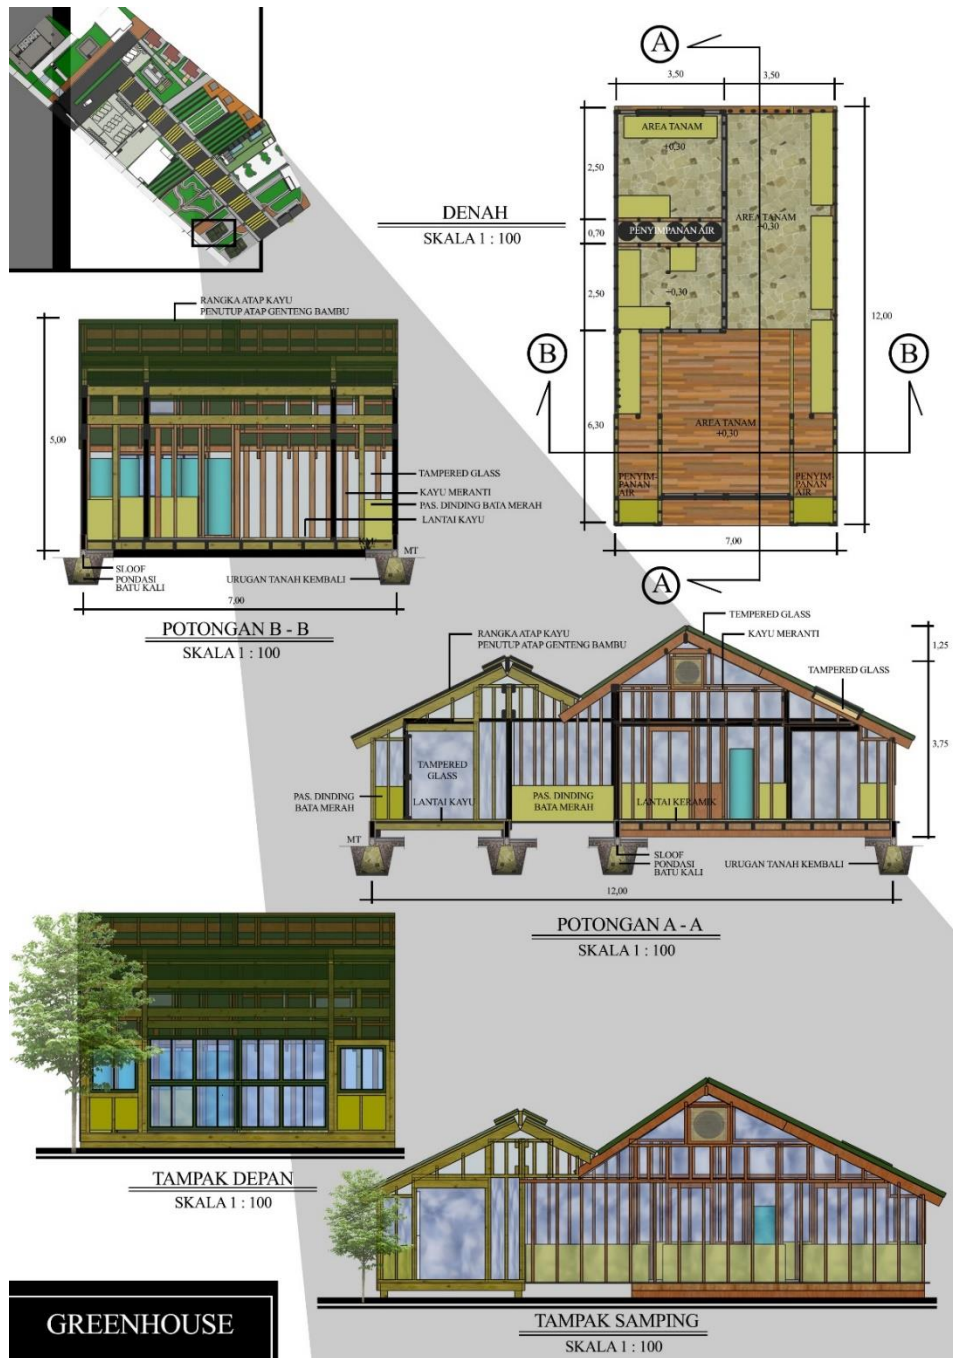 A
3,50
3,50
AREA TANAM
+0,30
2,50
DENAH
SKALA 1 : 100
0,70
PENYIMPANAN AIR
AREA TANAM
+0,30
2,50
+0,30
12,00
RANGKA ATAP KAYU
PENUTUP ATAP GENTENG BAMBU
B
B
5,00
6,30
AREA TANAM
+0,30
TAMPERED GLASS
KAYU MERANTI
PAS. DINDING BATA MERAH
LANTAI KAYU
PENYIM-
PANAN
AIR
PENYIM-
PANAN
AIR
7,00
MT
SLOOF
PONDASI
BATU KALI
URUGAN TANAH KEMBALI
7,00
A
POTONGAN B - B
SKALA 1 : 100
TEMPERED GLASS
RANGKA ATAP KAYU
PENUTUP ATAP GENTENG BAMBU
KAYU MERANTI
1,25
TAMPERED GLASS
3,75
TAMPERED
GLASS
PAS. DINDING
BATA MERAH
LANTAI KAYU
PAS. DINDING
BATA MERAH
LANTAI KERAMIK
MT
SLOOF
PONDASI
BATU KALI
URUGAN TANAH KEMBALI
12,00
POTONGAN A - A
SKALA 1 : 100
TAMPAK DEPAN
SKALA 1 : 100
GREENHOUSE
TAMPAK SAMPING
SKALA 1 : 100